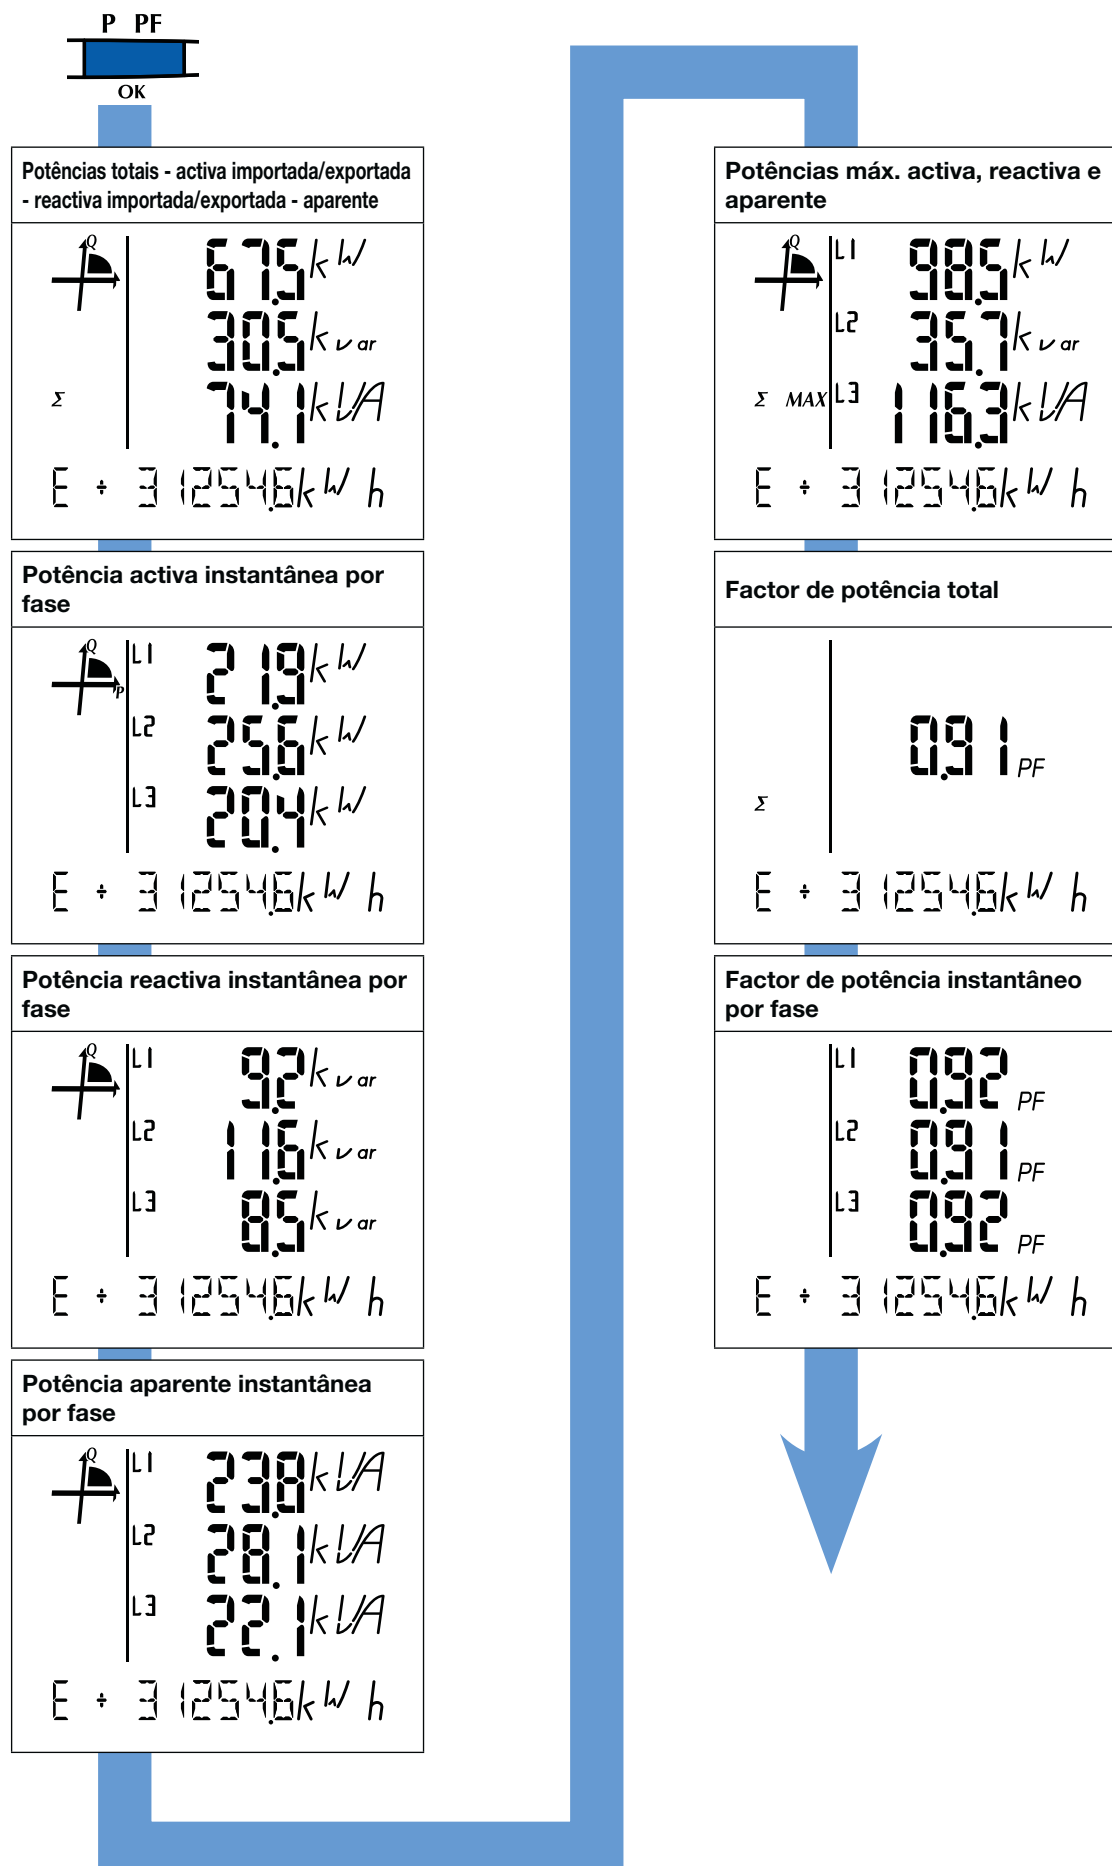 P PF
OK
Potências totais - activa importada/exportada
- reactiva importada/exportada - aparente
Q
67.5 kW
30.5 kvar
Σ 74.1 kVA
E + 31254.6 kWh
Potência activa instantânea por
fase
Q
P
L1 21.9 kW
L2 25.6 kW
L3 20.4 kW
E + 31254.6 kWh
Potência reactiva instantânea por
fase
Q
L1 9.2 kvar
L2 11.6 kvar
L3 8.5 kvar
E + 31254.6 kWh
Potência aparente instantânea
por fase
Q
L1 23.8 kVA
L2 28.1 kVA
L3 22.1 kVA
E + 31254.6 kWh
Potências máx. activa, reactiva e
aparente
Q
L1 98.5 kW
L2 35.7 kvar
Σ MAX L3 116.3 kVA
E + 31254.6 kWh
Factor de potência total
0.91 PF
Σ
E + 31254.6 kWh
Factor de potência instantâneo
por fase
L1 0.92 PF
L2 0.91 PF
L3 0.92 PF
E + 31254.6 kWh